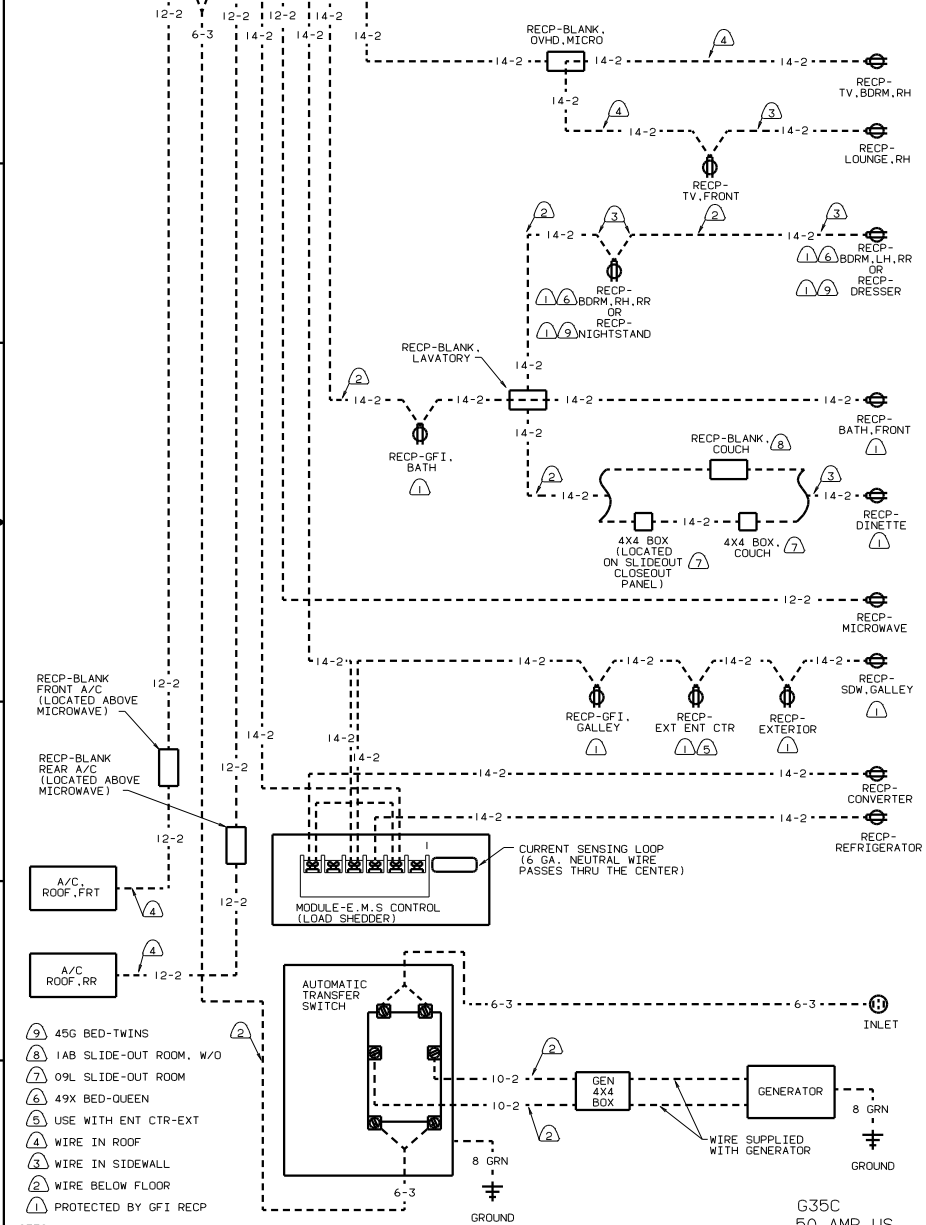 12-2
6-3
12-2
14-2
12-2
14-2
14-2
14-2
RECP-BLANK,
OVHD,MICRO
14-2
14-2
4
14-2
RECP-
TV,BDRM,RH
14-2
4
14-2
3
14-2
RECP-
LOUNGE,RH
RECP-
TV,FRONT
2
14-2
3
2
14-2
14-2
3
RECP-
1 6 BDRM,RH,RR
OR
RECP-
1 9 NIGHTSTAND
RECP-
1 6 BDRM,LH,RR
OR
RECP-
1 9 DRESSER
RECP-BLANK,
LAVATORY
14-2
2
14-2
14-2
14-2
14-2
14-2
RECP-
BATH,FRONT
1
RECP-GFI,
BATH
1
RECP-BLANK,
COUCH 8
2
14-2
3
14-2
RECP-
DINETTE
1
14-2
4X4 BOX
(LOCATED
ON SLIDEOUT
CLOSEOUT
PANEL)
7
4X4 BOX,
COUCH
7
12-2
RECP-
MICROWAVE
14-2
14-2
14-2
14-2
14-2
RECP-
SDW,GALLEY
1
RECP-GFI,
GALLEY
1
RECP-
EXT ENT CTR
1 5
RECP-
EXTERIOR
1
RECP-BLANK
FRONT A/C
(LOCATED ABOVE
MICROWAVE)
12-2
14-2
14-2
14-2
RECP-BLANK
REAR A/C
(LOCATED ABOVE
MICROWAVE)
12-2
14-2
14-2
RECP-
CONVERTER
14-2
14-2
RECP-
REFRIGERATOR
12-2
1
CURRENT SENSING LOOP
(6 GA. NEUTRAL WIRE
PASSES THRU THE CENTER)
A/C,
ROOF,FRT
4
12-2
MODULE-E.M.S CONTROL
(LOAD SHEDDER)
A/C
ROOF,RR
4
12-2
AUTOMATIC
TRANSFER
SWITCH
6-3
6-3
INLET
2
2
10-2
10-2
2
GEN
4X4
BOX
GENERATOR
8 GRN
GROUND
WIRE SUPPLIED
WITH GENERATOR
8 GRN
GROUND
6-3
9 45G BED-TWINS
8 1AB SLIDE-OUT ROOM, W/O
7 09L SLIDE-OUT ROOM
6 49X BED-QUEEN
5 USE WITH ENT CTR-EXT
4 WIRE IN ROOF
3 WIRE IN SIDEWALL
2 WIRE BELOW FLOOR
1 PROTECTED BY GFI RECP
G35C
50 AMP US